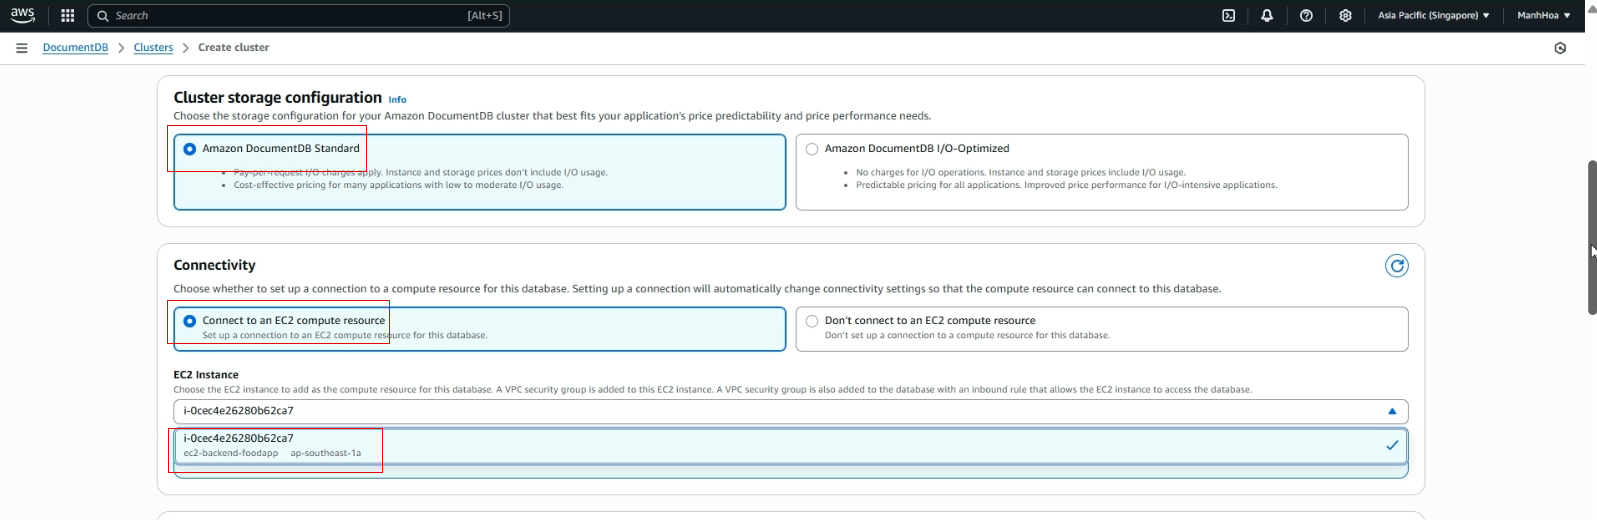 aws
Search [Alt+S]
Asia Pacific (Singapore) ▼
ManhHoa ▼
DocumentDB > Clusters > Create cluster
Cluster storage configuration Info
Choose the storage configuration for your Amazon DocumentDB cluster that best fits your application's price predictability and price performance needs.
Amazon DocumentDB Standard
• Pay-per-request I/O charges apply. Instance and storage prices don't include I/O usage.
• Cost-effective pricing for many applications with low to moderate I/O usage.
Amazon DocumentDB I/O-Optimized
• No charges for I/O operations. Instance and storage prices include I/O usage.
• Predictable pricing for all applications. Improved price performance for I/O-intensive applications.
Connectivity
Choose whether to set up a connection to a compute resource for this database. Setting up a connection will automatically change connectivity settings so that the compute resource can connect to this database.
Connect to an EC2 compute resource
Set up a connection to an EC2 compute resource for this database.
Don't connect to an EC2 compute resource
Don't set up a connection to a compute resource for this database.
EC2 Instance
Choose the EC2 instance to add as the compute resource for this database. A VPC security group is added to this EC2 instance. A VPC security group is also added to the database with an inbound rule that allows the EC2 instance to access the database.
i-0cec4e26280b62ca7
i-0cec4e26280b62ca7
ec2-backend-foodapp ap-southeast-1a